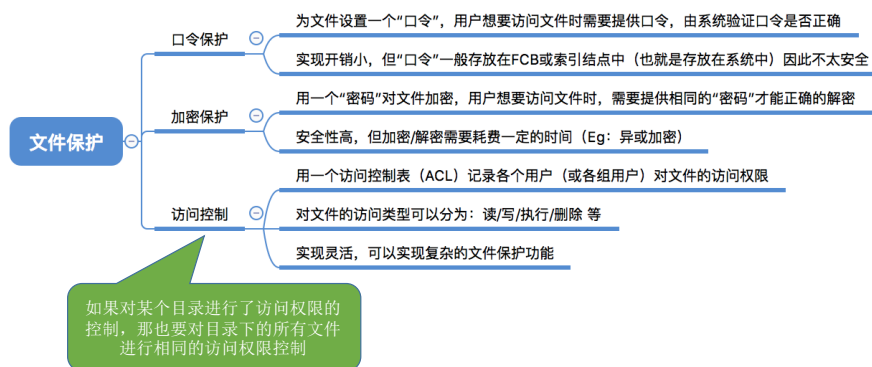 文件保护
口令保护
为文件设置一个“口令”，用户想要访问文件时需要提供口令，由系统验证口令是否正确
实现开销小，但“口令”一般存放在FCB或索引结点中（也就是存放在系统中）因此不太安全
加密保护
用一个“密码”对文件加密，用户想要访问文件时，需要提供相同的“密码”才能正确的解密
安全性高，但加密/解密需要耗费一定的时间（Eg：异或加密）
访问控制
用一个访问控制表（ACL）记录各个用户（或各组用户）对文件的访问权限
对文件的访问类型可以分为：读/写/执行/删除 等
实现灵活，可以实现复杂的文件保护功能
如果对某个目录进行了访问权限的
控制，那也要对目录下的所有文件
进行相同的访问权限控制